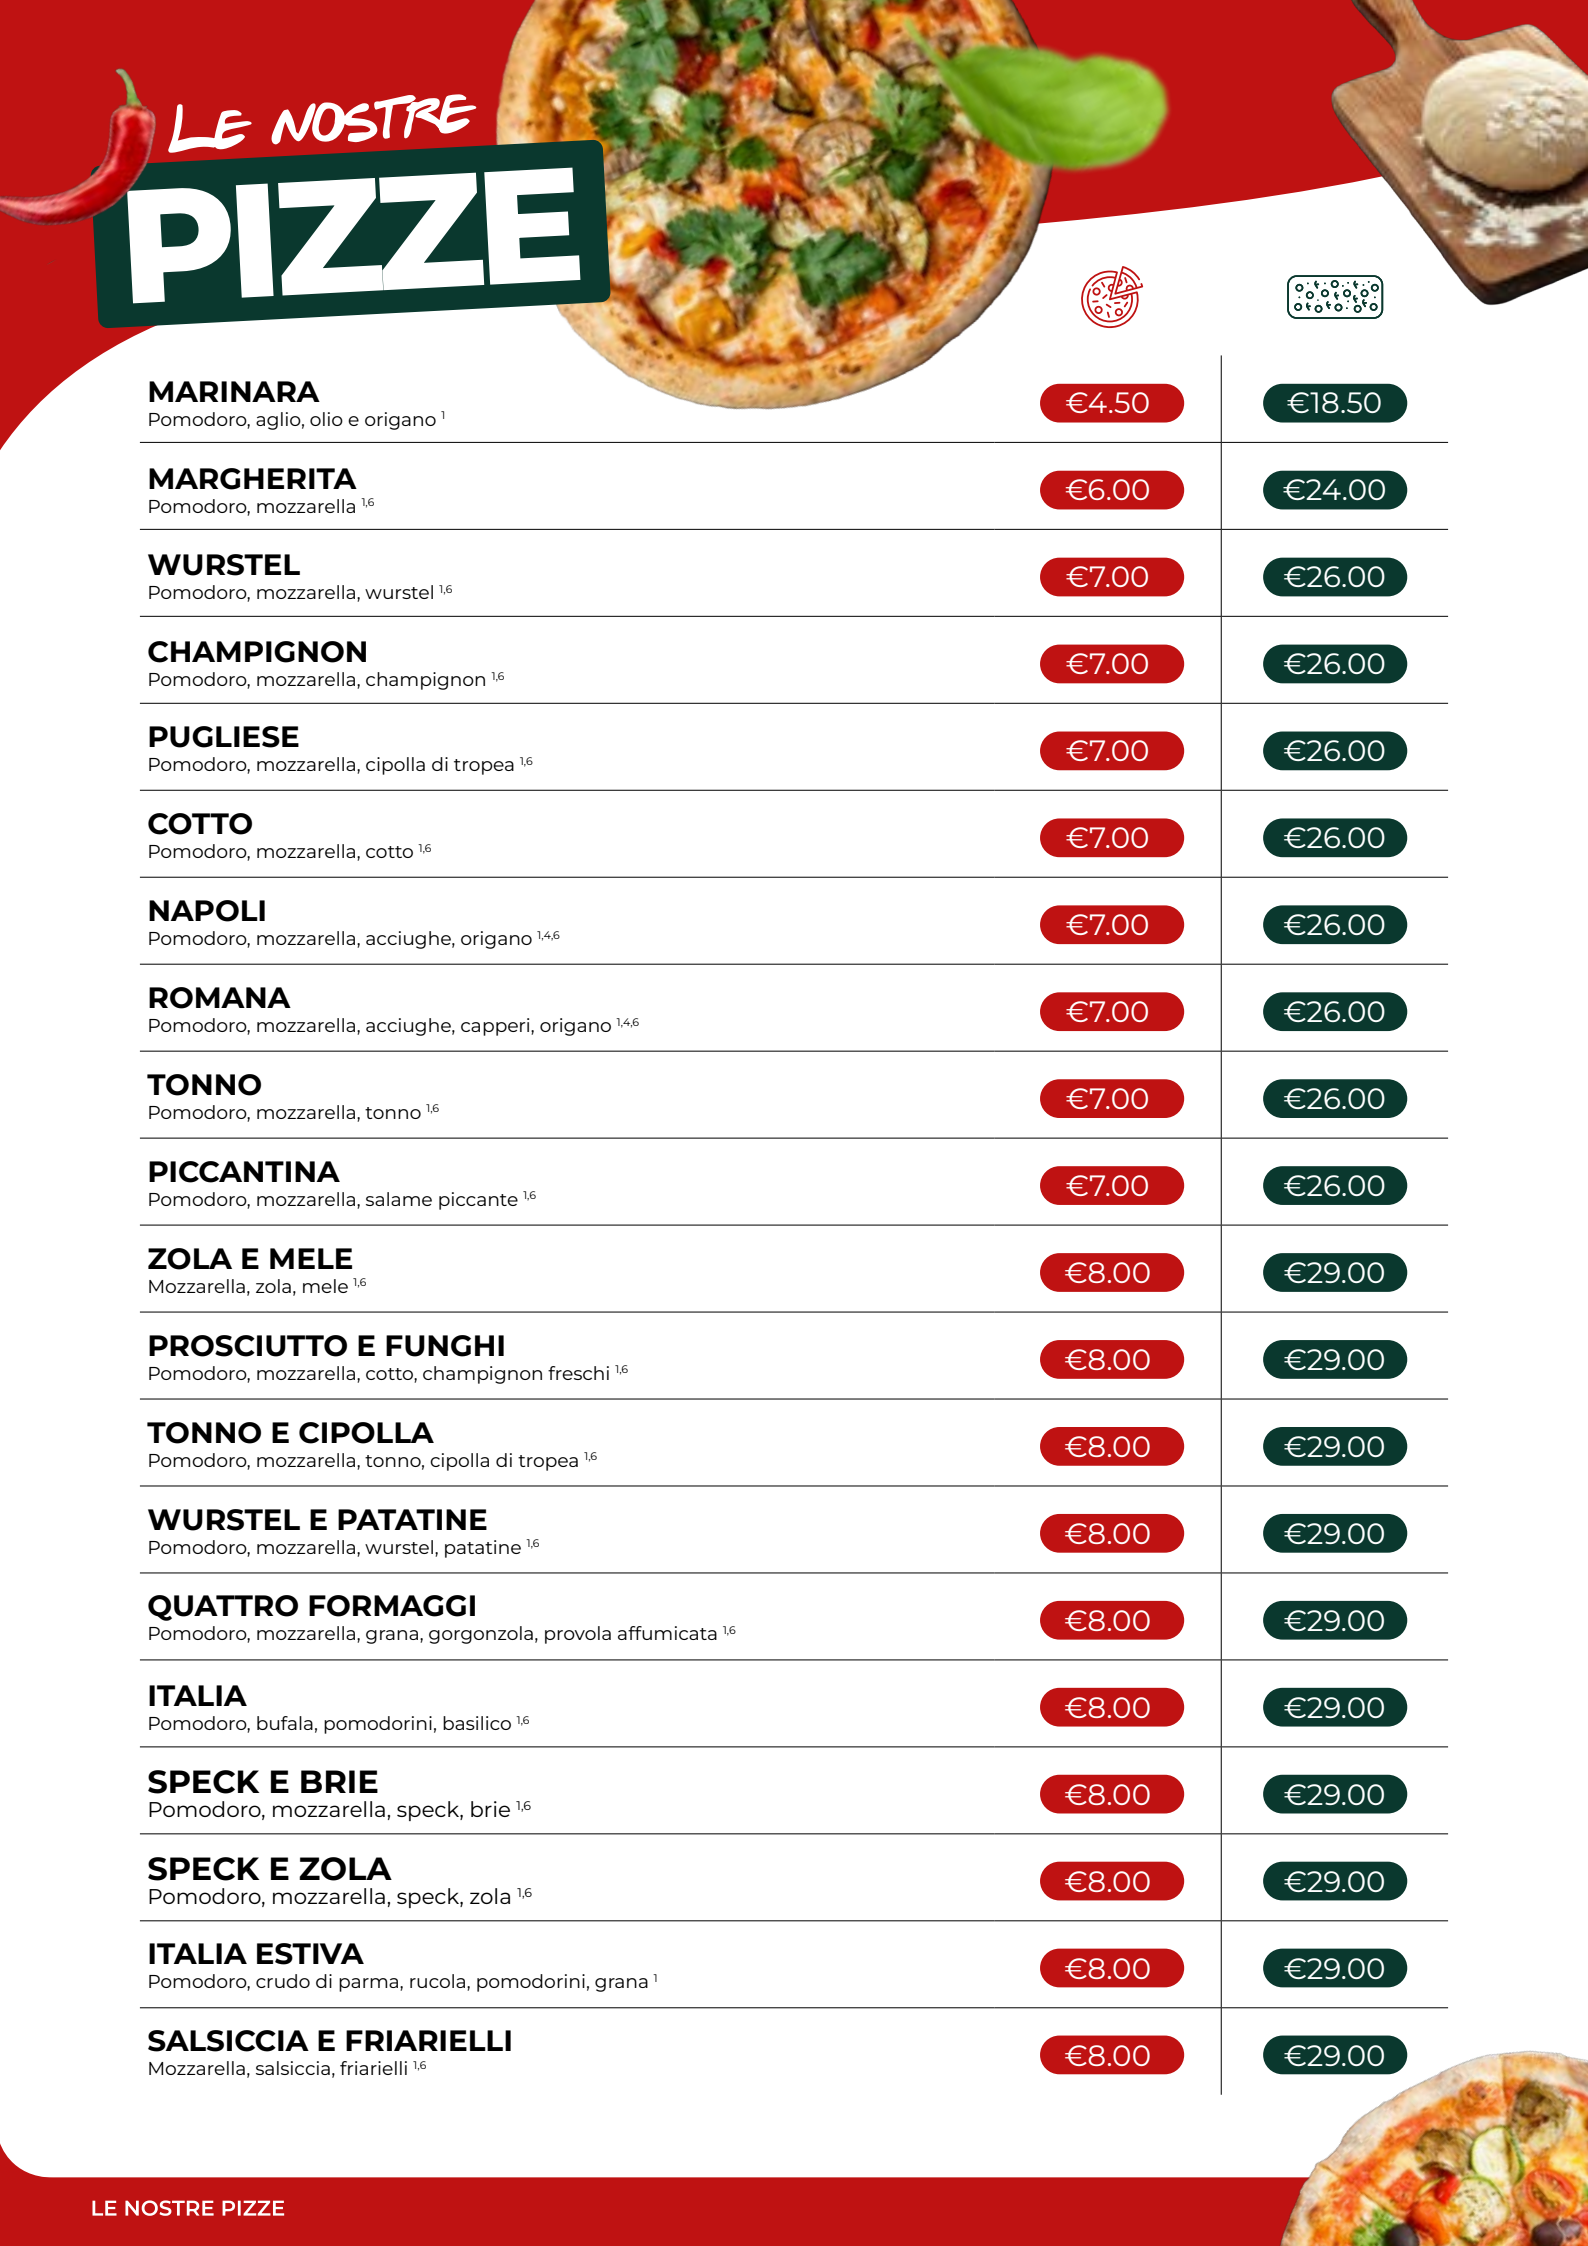 LE NOSTRE
PIZZE
MARINARA
Pomodoro, aglio, olio e origano 1
€4.50
€18.50
MARGHERITA
Pomodoro, mozzarella 1,6
€6.00
€24.00
WURSTEL
Pomodoro, mozzarella, wurstel 1,6
€7.00
€26.00
CHAMPIGNON
Pomodoro, mozzarella, champignon 1,6
€7.00
€26.00
PUGLIESE
Pomodoro, mozzarella, cipolla di tropea 1,6
€7.00
€26.00
COTTO
Pomodoro, mozzarella, cotto 1,6
€7.00
€26.00
NAPOLI
Pomodoro, mozzarella, acciughe, origano 1,4,6
€7.00
€26.00
ROMANA
Pomodoro, mozzarella, acciughe, capperi, origano 1,4,6
€7.00
€26.00
TONNO
Pomodoro, mozzarella, tonno 1,6
€7.00
€26.00
PICCANTINA
Pomodoro, mozzarella, salame piccante 1,6
€7.00
€26.00
ZOLA E MELE
Mozzarella, zola, mele 1,6
€8.00
€29.00
PROSCIUTTO E FUNGHI
Pomodoro, mozzarella, cotto, champignon freschi 1,6
€8.00
€29.00
TONNO E CIPOLLA
Pomodoro, mozzarella, tonno, cipolla di tropea 1,6
€8.00
€29.00
WURSTEL E PATATINE
Pomodoro, mozzarella, wurstel, patatine 1,6
€8.00
€29.00
QUATTRO FORMAGGI
Pomodoro, mozzarella, grana, gorgonzola, provola affumicata 1,6
€8.00
€29.00
ITALIA
Pomodoro, bufala, pomodorini, basilico 1,6
€8.00
€29.00
SPECK E BRIE
Pomodoro, mozzarella, speck, brie 1,6
€8.00
€29.00
SPECK E ZOLA
Pomodoro, mozzarella, speck, zola 1,6
€8.00
€29.00
ITALIA ESTIVA
Pomodoro, crudo di parma, rucola, pomodorini, grana 1
€8.00
€29.00
SALSICCIA E FRIARIELLI
Mozzarella, salsiccia, friarielli 1,6
€8.00
€29.00
LE NOSTRE PIZZE